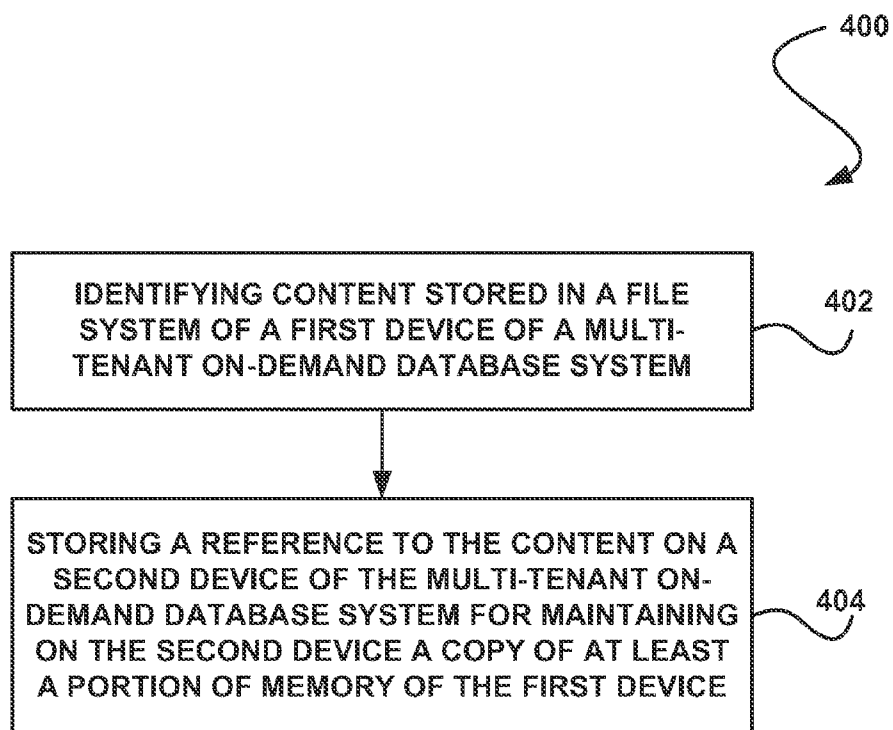 400
IDENTIFYING CONTENT STORED IN A FILE
SYSTEM OF A FIRST DEVICE OF A MULTI-
TENANT ON-DEMAND DATABASE SYSTEM
402
STORING A REFERENCE TO THE CONTENT ON A
SECOND DEVICE OF THE MULTI-TENANT ON-
DEMAND DATABASE SYSTEM FOR MAINTAINING
ON THE SECOND DEVICE A COPY OF AT LEAST
A PORTION OF MEMORY OF THE FIRST DEVICE
404